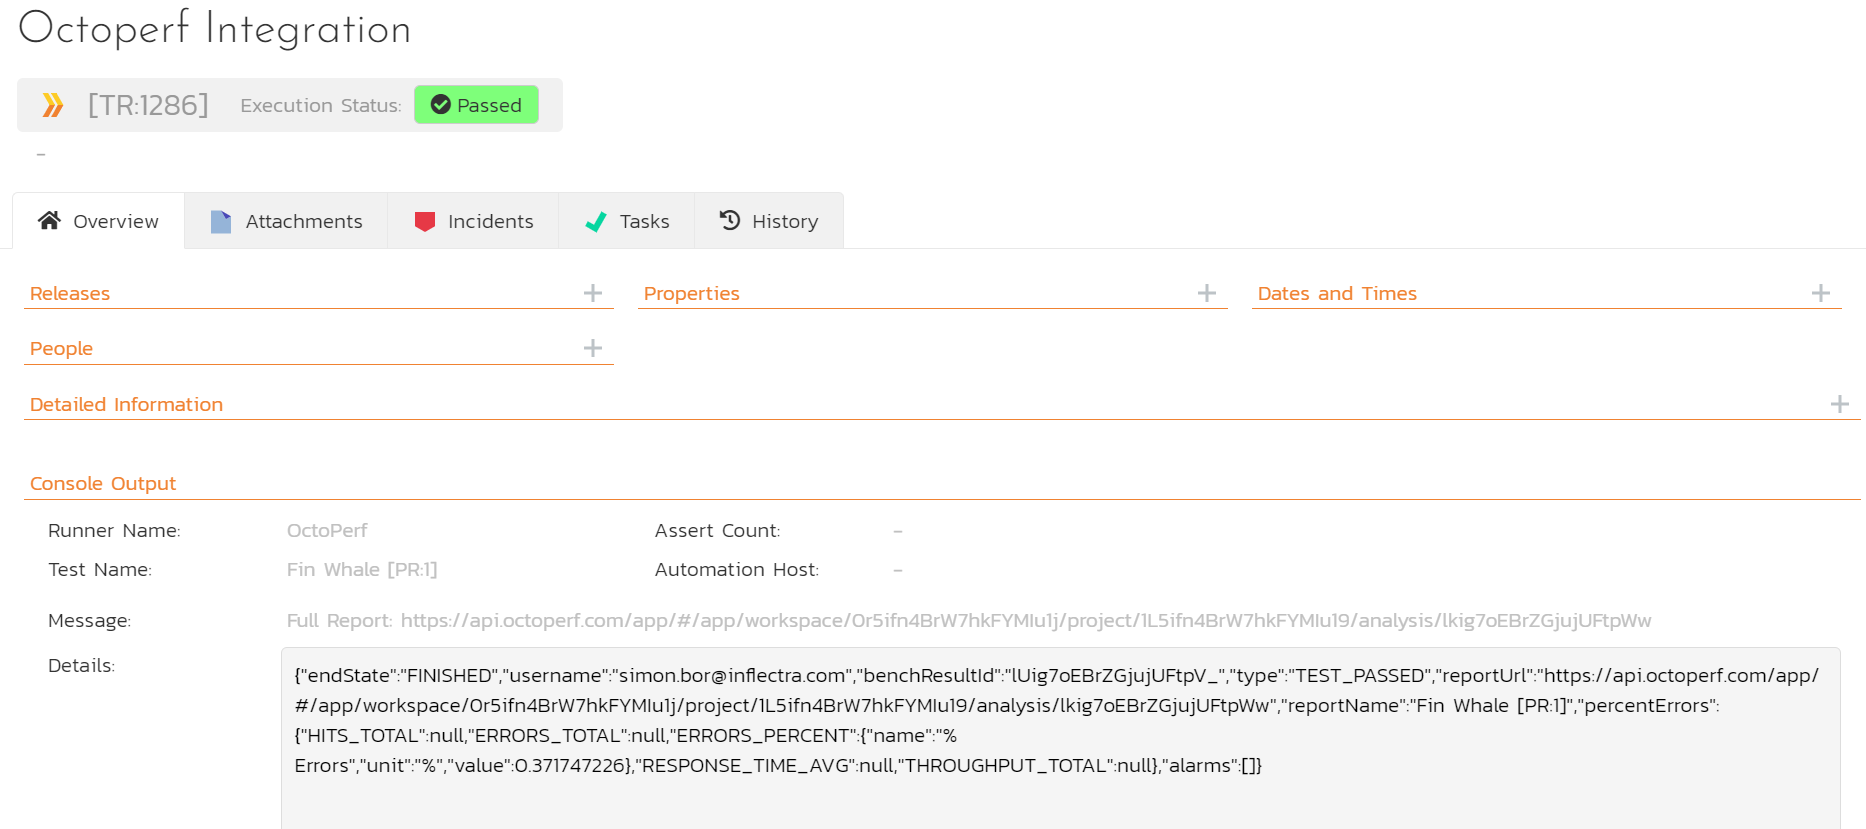 Octoperf Integration
[TR:1286] Execution Status: Passed
-
Overview Attachments Incidents Tasks History
Releases + Properties + Dates and Times +
People +
Detailed Information +
Console Output
Runner Name: OctoPerf Assert Count: -
Test Name: Fin Whale [PR:1] Automation Host: -
Message: Full Report: https://api.octoperf.com/app/#/app/workspace/0r5ifn4BrW7hkFYMIu1j/project/1L5ifn4BrW7hkFYMIu19/analysis/lkig7oEBrZGjujUFtpWw
Details:
{"endState":"FINISHED","username":"simon.bor@inflectra.com","benchResultId":"lUig7oEBrZGjujUFtpV_","type":"TEST_PASSED","reportUrl":"https://api.octoperf.com/app/
#/app/workspace/0r5ifn4BrW7hkFYMIu1j/project/1L5ifn4BrW7hkFYMIu19/analysis/lkig7oEBrZGjujUFtpWw","reportName":"Fin Whale [PR:1]","percentErrors":
{"HITS_TOTAL":null,"ERRORS_TOTAL":null,"ERRORS_PERCENT":{"name":"%
Errors","unit":"%","value":0.371747226},"RESPONSE_TIME_AVG":null,"THROUGHPUT_TOTAL":null},"alarms":[]}